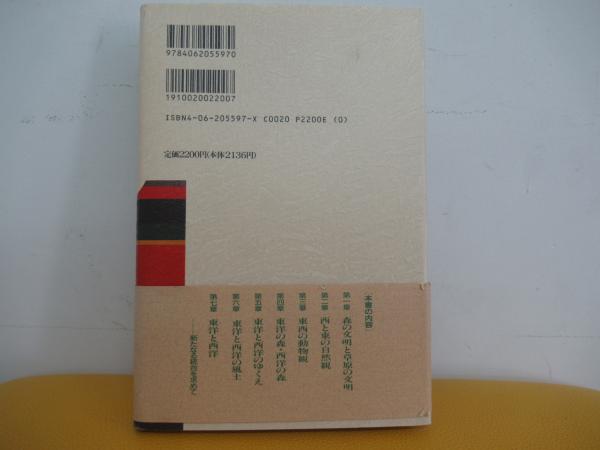 9784062055970
1910020022007
ISBN4-06-205597-X C0020 P2200E (0)
定価2200円(本体2136円)
本書の内容
第一章 森の文明と草原の文明
第二章 西と東の自然観
第三章 東西の動物観
第四章 東洋の森・西洋の森
第五章 東洋と西洋のゆくえ
第六章 東洋と西洋の風土
第七章 東洋と西洋
──新たなる統合を求めて